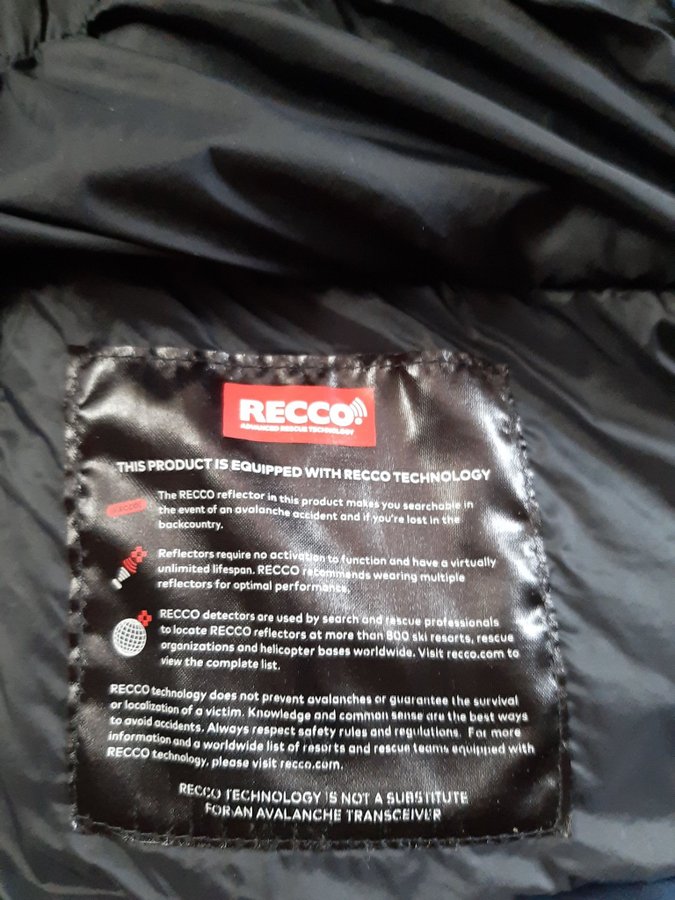 RECCO
ADVANCED RESCUE TECHNOLOGY
THIS PRODUCT IS EQUIPPED WITH RECCO TECHNOLOGY
RECCO
The RECCO reflector in this product makes you searchable in
the event of an avalanche accident and if you're lost in the
backcountry.
Reflectors require no activation to function and have a virtually
unlimited lifespan. RECCO recommends wearing multiple
reflectors for optimal performance.
RECCO detectors are used by search and rescue professionals
to locate RECCO reflectors at more than 800 ski resorts, rescue
organizations and helicopter bases worldwide. Visit recco.com to
view the complete list.
RECCO technology does not prevent avalanches or guarantee the survival
or localization of a victim. Knowledge and common sense are the best ways
to avoid accidents. Always respect safety rules and regulations. For more
information and a worldwide list of resorts and rescue teams equipped with
RECCO technology, please visit recco.com.
RECCO TECHNOLOGY IS NOT A SUBSTITUTE
FOR AN AVALANCHE TRANSCEIVER